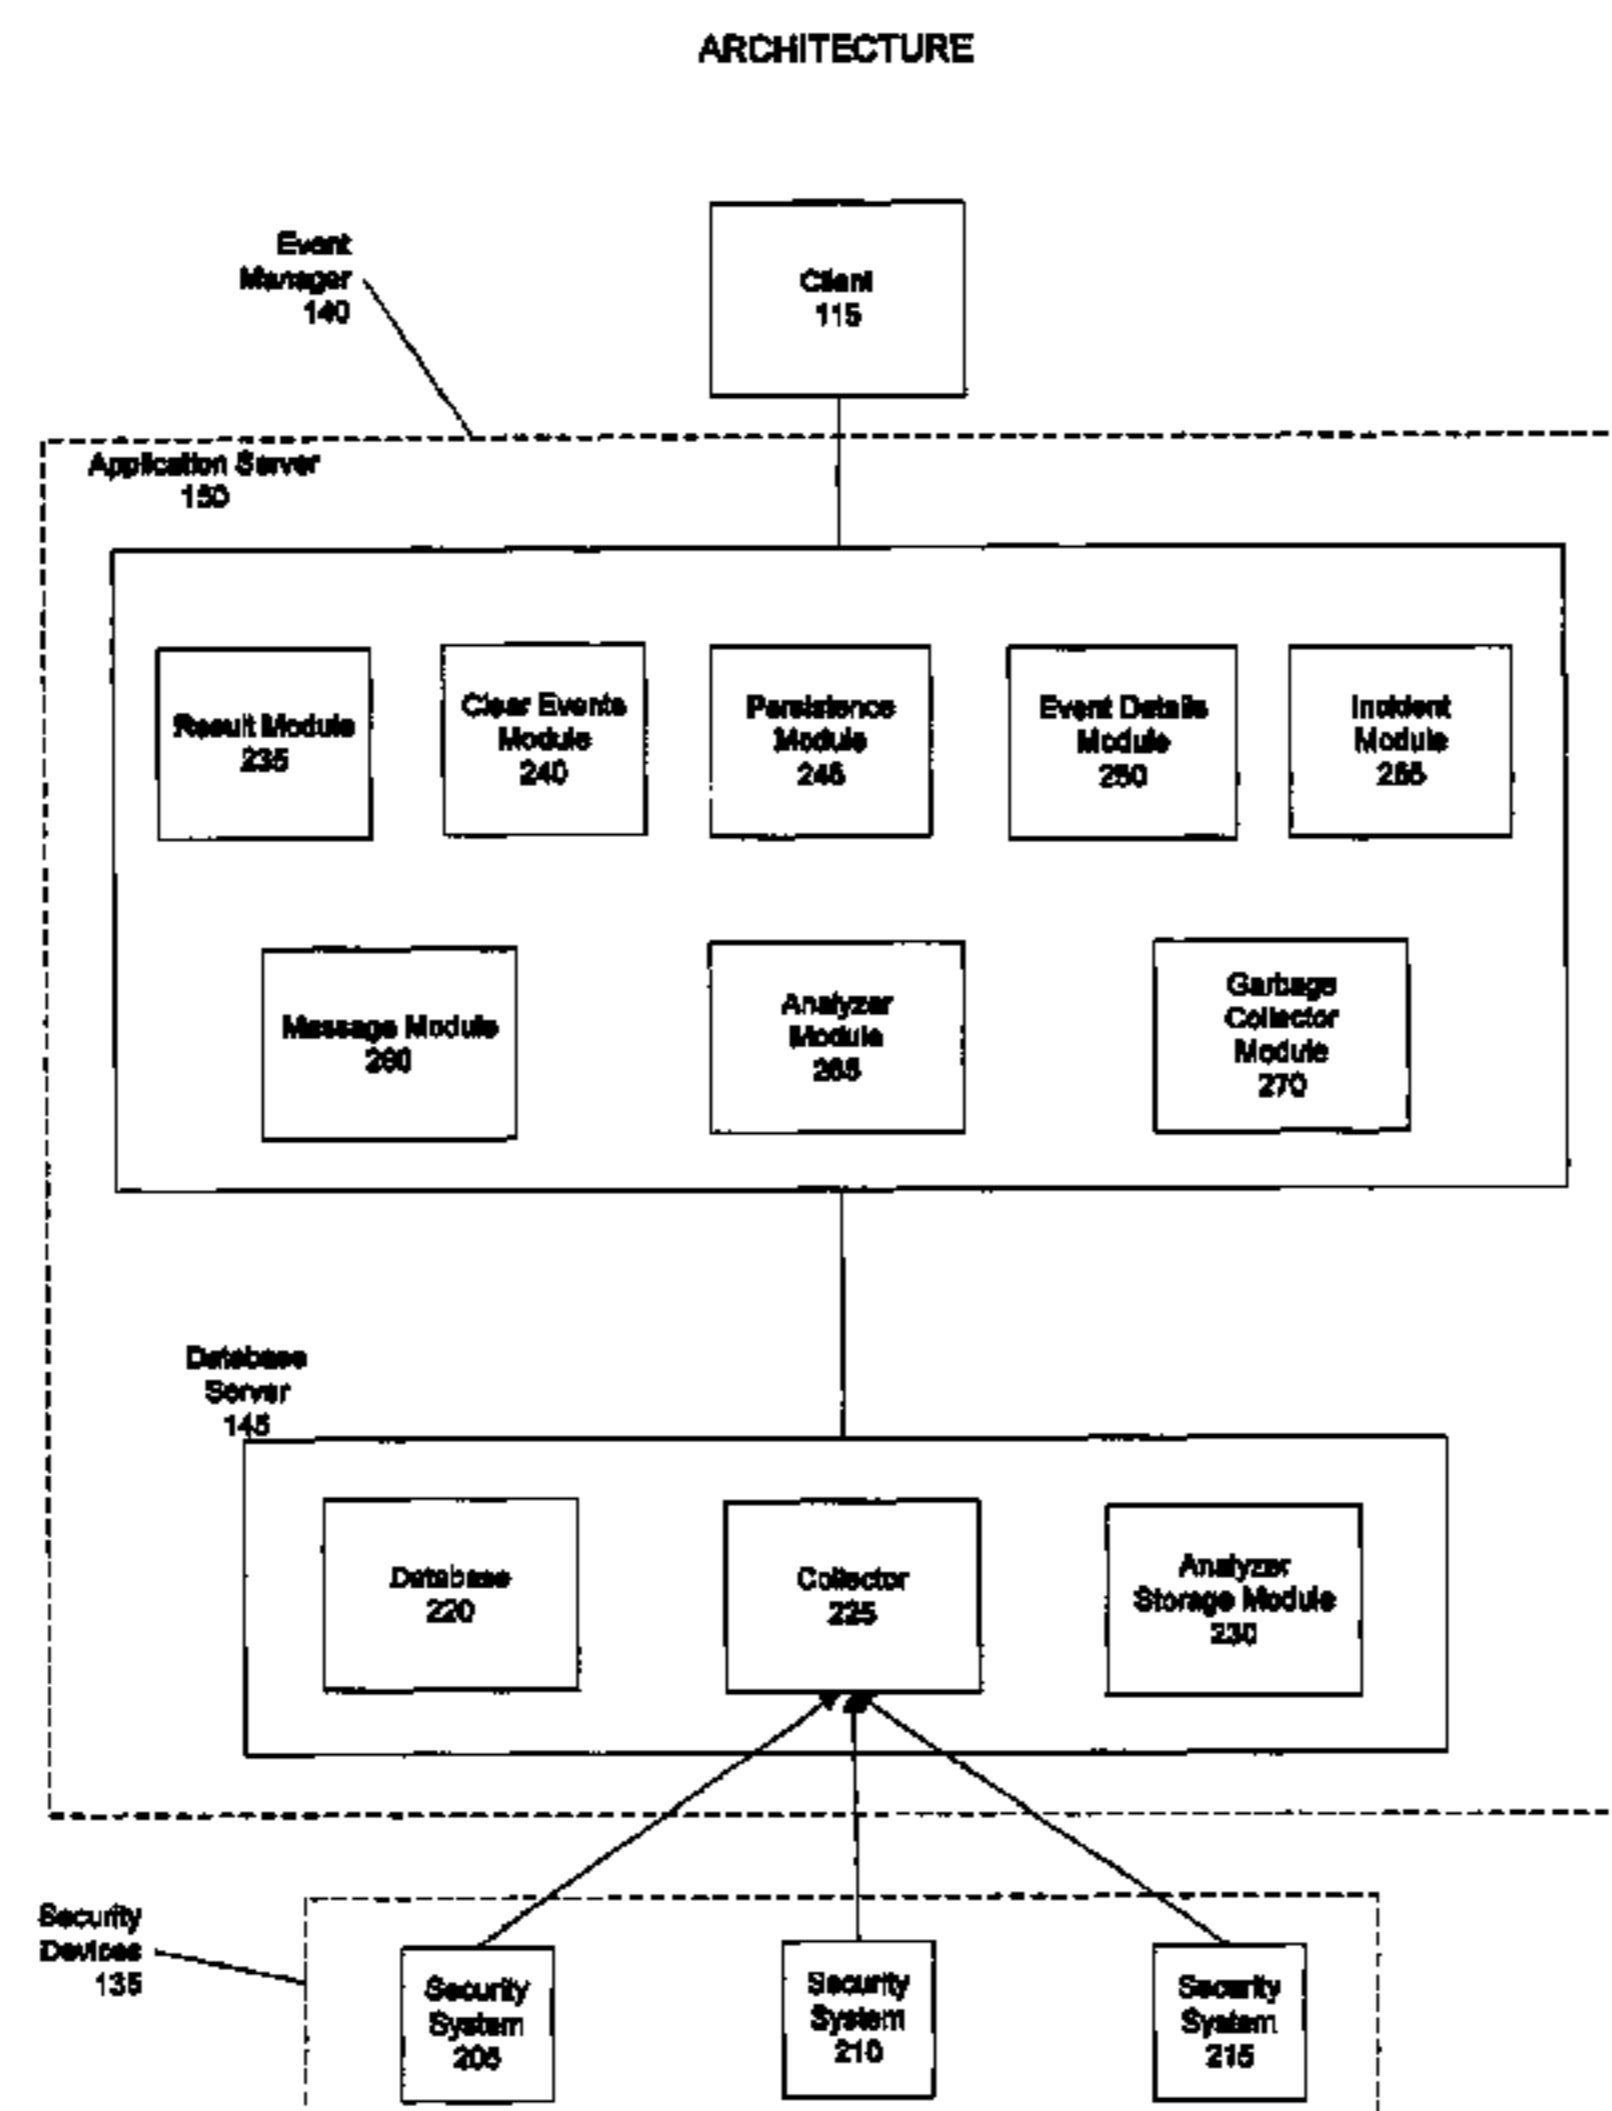 ARCHITECTURE
Event
Manager
140
Client
115
Application Server
150
Result Module
235
Clear Events
Module
240
Persistence
Module
245
Event Details
Module
250
Incident
Module
255
Message Module
260
Analyzer
Module
265
Garbage
Collector
Module
270
Database
Server
145
Database
220
Collector
225
Analyzer
Storage Module
230
Security
Devices
135
Security
System
205
Security
System
210
Security
System
215